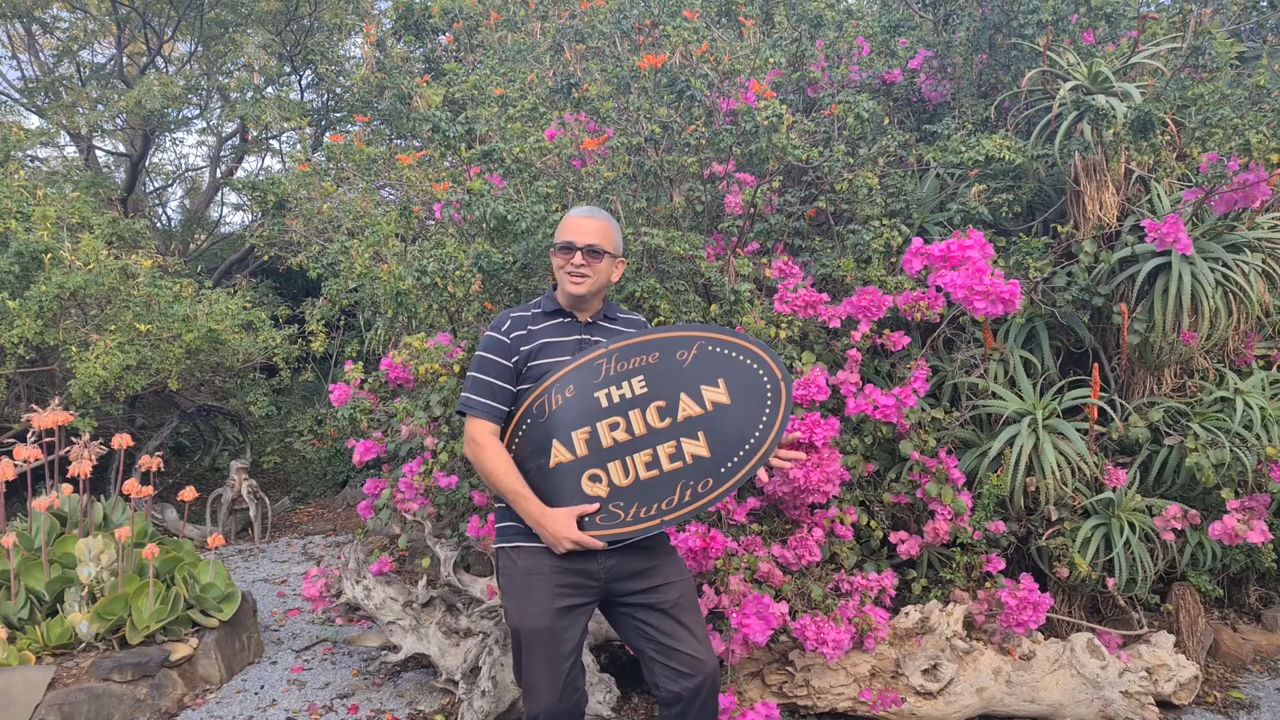 The Home of
THE
AFRICAN
QUEEN
Studio